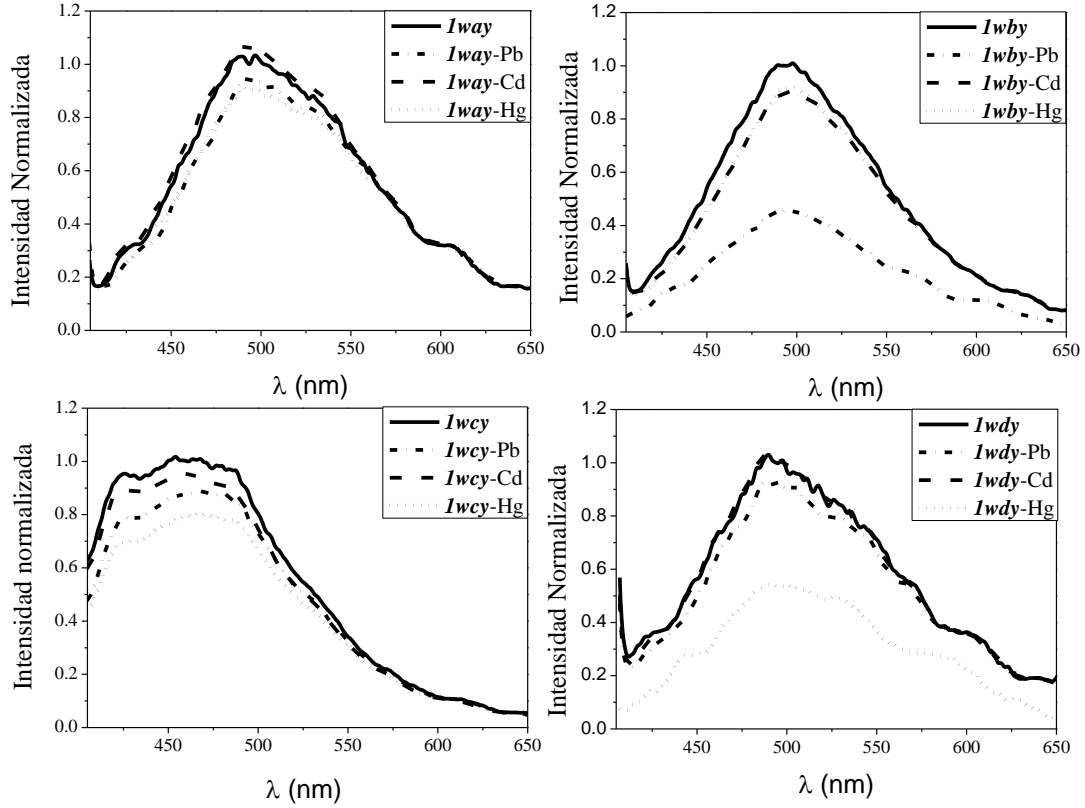 1.2
1.0
0.8
0.6
0.4
0.2
0.0
Intensidad Normalizada
1way
1way-Pb
1way-Cd
1way-Hg
450
500
550
600
650
λ (nm)
1.2
1.0
0.8
0.6
0.4
0.2
0.0
Intensidad Normalizada
1wby
1wby-Pb
1wby-Cd
1wby-Hg
450
500
550
600
650
λ (nm)
1.2
1.0
0.8
0.6
0.4
0.2
0.0
Intensidad normalizada
1wcy
1wcy-Pb
1wcy-Cd
1wcy-Hg
450
500
550
600
650
λ (nm)
1.2
1.0
0.8
0.6
0.4
0.2
0.0
Intensidad Normalizada
1wdy
1wdy-Pb
1wdy-Cd
1wdy-Hg
450
500
550
600
650
λ (nm)